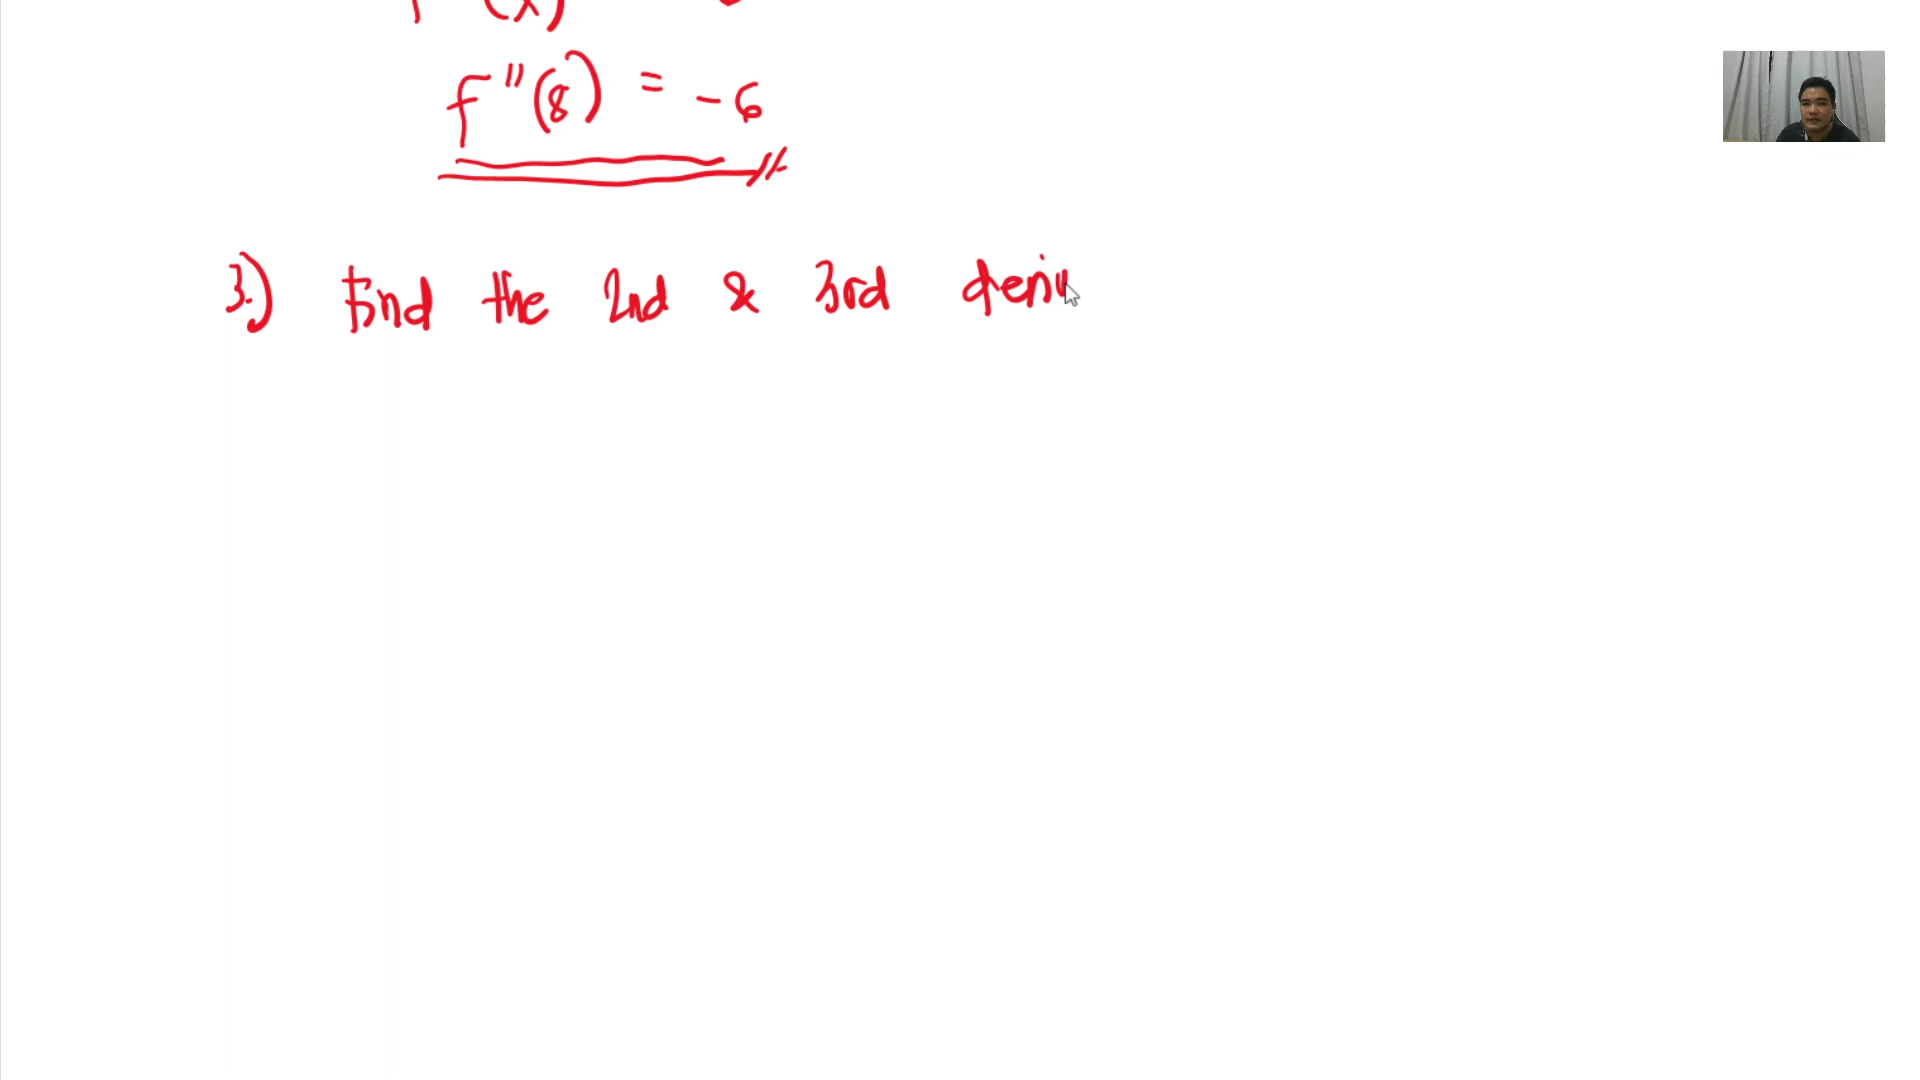 (x)
f"(8) = -6
3.) Find the 2nd & 3rd deriv